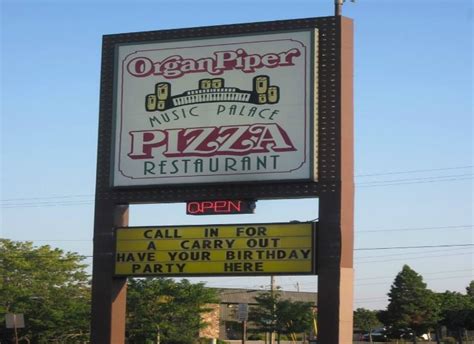 Organ Piper
MUSIC PALACE
PIZZA
RESTAURANT
OPEN
CALL IN FOR
A CARRY OUT
HAVE YOUR BIRTHDAY
PARTY HERE